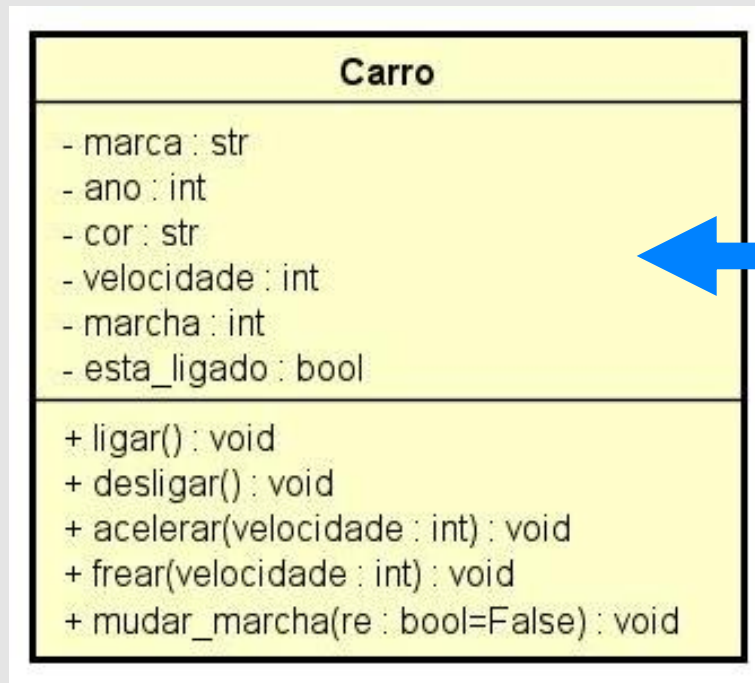 Carro
- marca : str
- ano : int
- cor : str
- velocidade : int
- marcha : int
- esta_ligado : bool
+ ligar() : void
+ desligar() : void
+ acelerar(velocidade : int) : void
+ frear(velocidade : int) : void
+ mudar_marcha(re : bool=False) : void